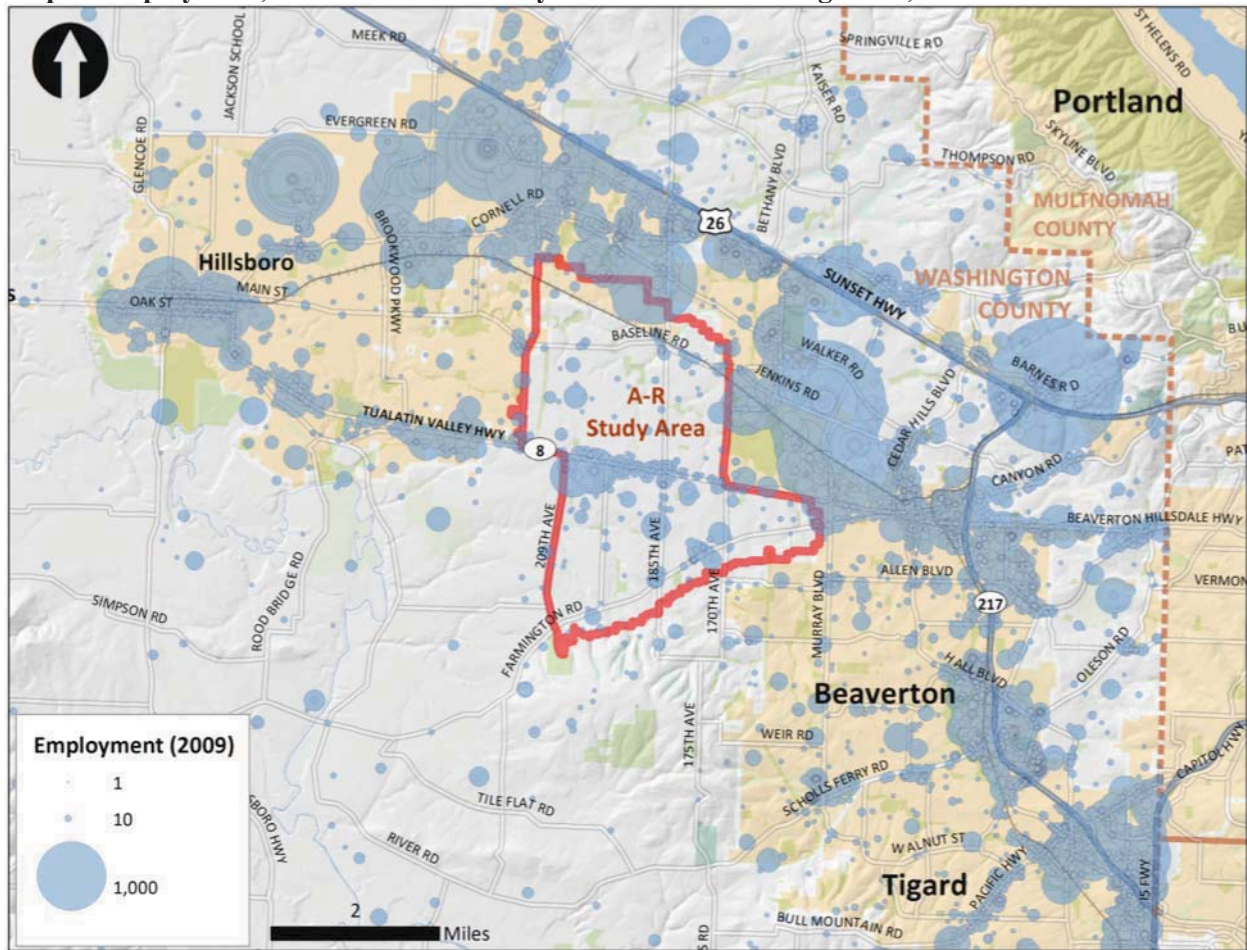 MEEK RD
JACKSON SCHOOL
SPRINGVILLE RD
ST HELENS RD
KAISER RD
Portland
GLENCOE RD
EVERGREEN RD
SKYLINE BLVD
THOMPSON RD
BETHANY BLVD
MULTNOMAH
COUNTY
CORNELL RD
BROOKWOOD PKWY
26
Hillsboro
MAIN ST
OAK ST
SUNSET HWY
WASHINGTON
COUNTY
BASELINE RD
WALKER RD
JENKINS RD
BARNES RD
A-R
Study Area
TUALATIN VALLEY HWY
8
CEDAR HILLS BLVD
CANYON RD
BEAVERTON HILLSDALE HWY
209TH AVE
185TH AVE
170TH AVE
ALLEN BLVD
VERMON
217
SIMPSON RD
ROOD BRIDGE RD
FARMINGTON RD
MURRAY BLVD
HALL BLVD
OLESON RD
Beaverton
175TH AVE
WEIR RD
CAPITOL HWY
SCHOLLS FERRY RD
TILE FLAT RD
RIVER RD
WALNUT ST
PACIFIC HWY
Tigard
I5 FWY
BULL MOUNTAIN RD
SBORO HWY
Employment (2009)
1
10
1,000
2
Miles